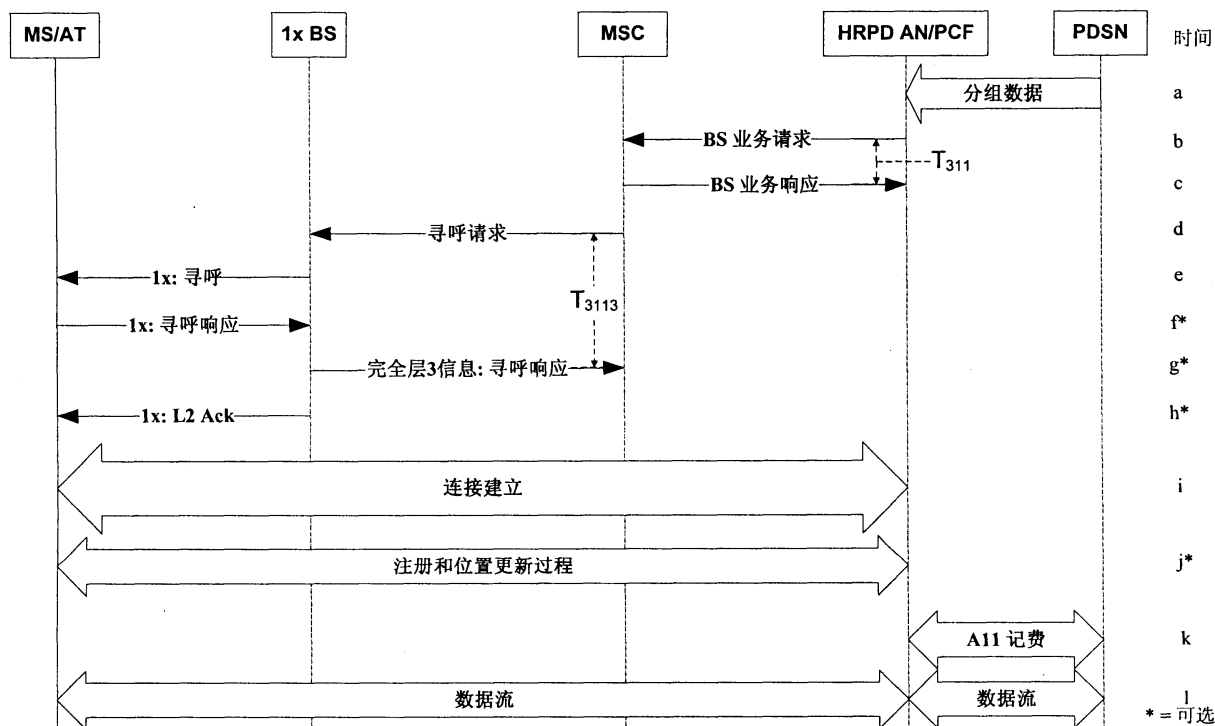 MS/AT
1x BS
MSC
HRPD AN/PCF
PDSN
时间
分组数据
a
BS 业务请求
b
T311
BS 业务响应
c
寻呼请求
d
1x: 寻呼
e
T3113
1x: 寻呼响应
f*
完全层3信息: 寻呼响应
g*
1x: L2 Ack
h*
连接建立
i
注册和位置更新过程
j*
A11 记费
k
数据流
数据流
l
* = 可选